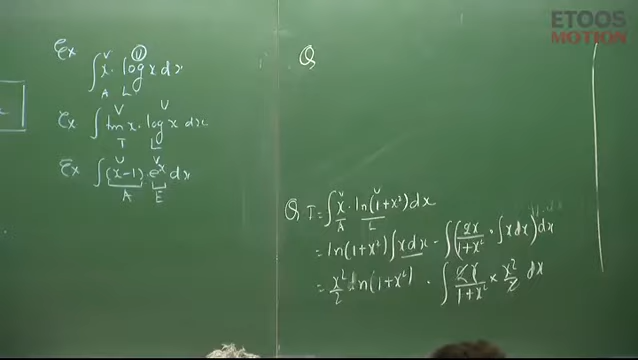 ETOOS
MOTION
Ex ∫ x · log x dx
V U
A L
Ex ∫ tan x · log x dx
V U
T L
Ex ∫ (x-1) · eˣ dx
U V
A E
Q
Q I = ∫ x · ln(1+x²) dx
V U
A L
= ln(1+x²) ∫ x dx - ∫ ( 2x/(1+x²) · ∫ x dx ) dx
= x²/2 ln(1+x²) - ∫ 2x/(1+x²) × x²/2 dx